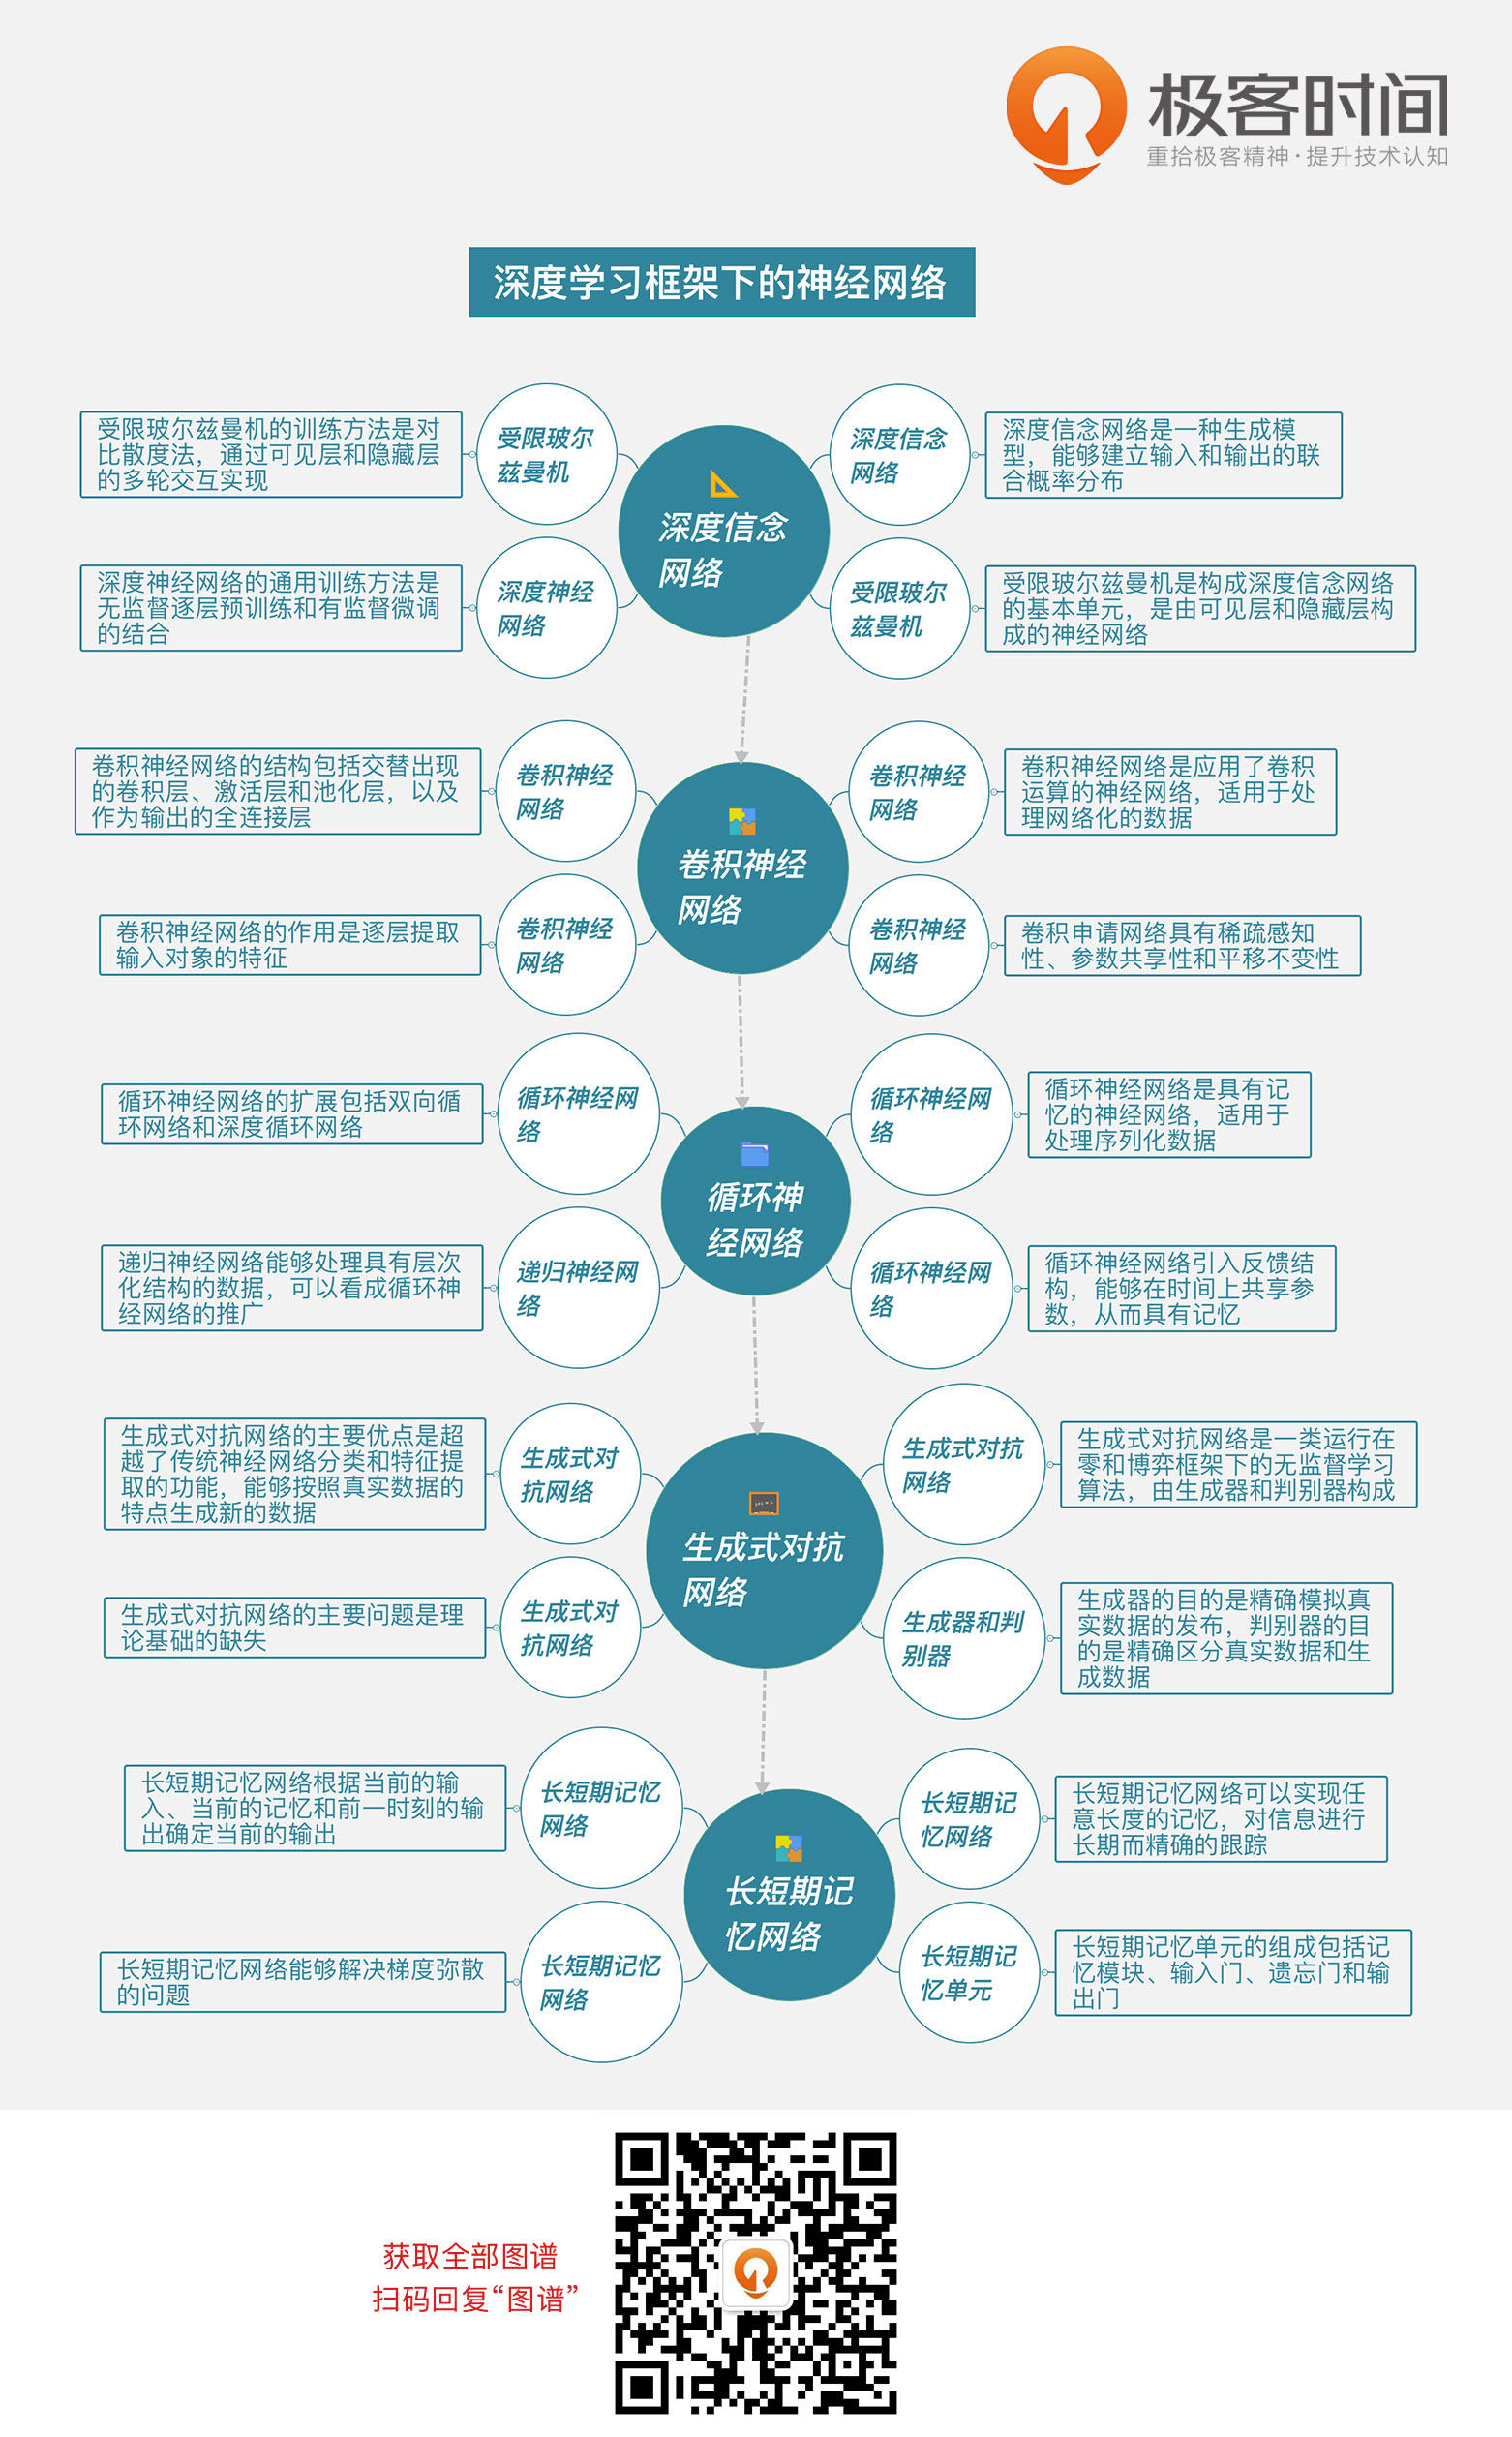 极客时间
重拾极客精神·提升技术认知
深度学习框架下的神经网络
受限玻尔兹曼机的训练方法是对
比散度法，通过可见层和隐藏层
的多轮交互实现
受限玻尔
兹曼机
深度信念
网络
深度信念
网络
深度信念网络是一种生成模
型，能够建立输入和输出的联
合概率分布
深度神经网络的通用训练方法是
无监督逐层预训练和有监督微调
的结合
深度神经
网络
受限玻尔
兹曼机
受限玻尔兹曼机是构成深度信念网络
的基本单元，是由可见层和隐藏层构
成的神经网络
卷积神经网络的结构包括交替出现
的卷积层、激活层和池化层，以及
作为输出的全连接层
卷积神经
网络
卷积神经
网络
卷积神经
网络
卷积神经网络是应用了卷积
运算的神经网络，适用于处
理网络化的数据
卷积神经网络的作用是逐层提取
输入对象的特征
卷积神经
网络
卷积神经
网络
卷积申请网络具有稀疏感知
性、参数共享性和平移不变性
循环神经网络的扩展包括双向循
环网络和深度循环网络
循环神经网
络
循环神
经网络
循环神经网
络
循环神经网络是具有记
忆的神经网络，适用于
处理序列化数据
递归神经网络能够处理具有层次
化结构的数据，可以看成循环神
经网络的推广
递归神经网
络
循环神经网
络
循环神经网络引入反馈结
构，能够在时间上共享参
数，从而具有记忆
生成式对抗网络的主要优点是超
越了传统神经网络分类和特征提
取的功能，能够按照真实数据的
特点生成新的数据
生成式对
抗网络
生成式对抗
网络
生成式对抗
网络
生成式对抗网络是一类运行在
零和博弈框架下的无监督学习
算法，由生成器和判别器构成
生成式对抗网络的主要问题是理
论基础的缺失
生成式对
抗网络
生成器和判
别器
生成器的目的是精确模拟真
实数据的发布，判别器的目
的是精确区分真实数据和生
成数据
长短期记忆网络根据当前的输
入、当前的记忆和前一时刻的输
出确定当前的输出
长短期记忆
网络
长短期记
忆网络
长短期记
忆网络
长短期记忆网络可以实现任
意长度的记忆，对信息进行
长期而精确的跟踪
长短期记忆网络能够解决梯度弥散
的问题
长短期记忆
网络
长短期记
忆单元
长短期记忆单元的组成包括记
忆模块、输入门、遗忘门和输
出门
获取全部图谱
扫码回复“图谱”